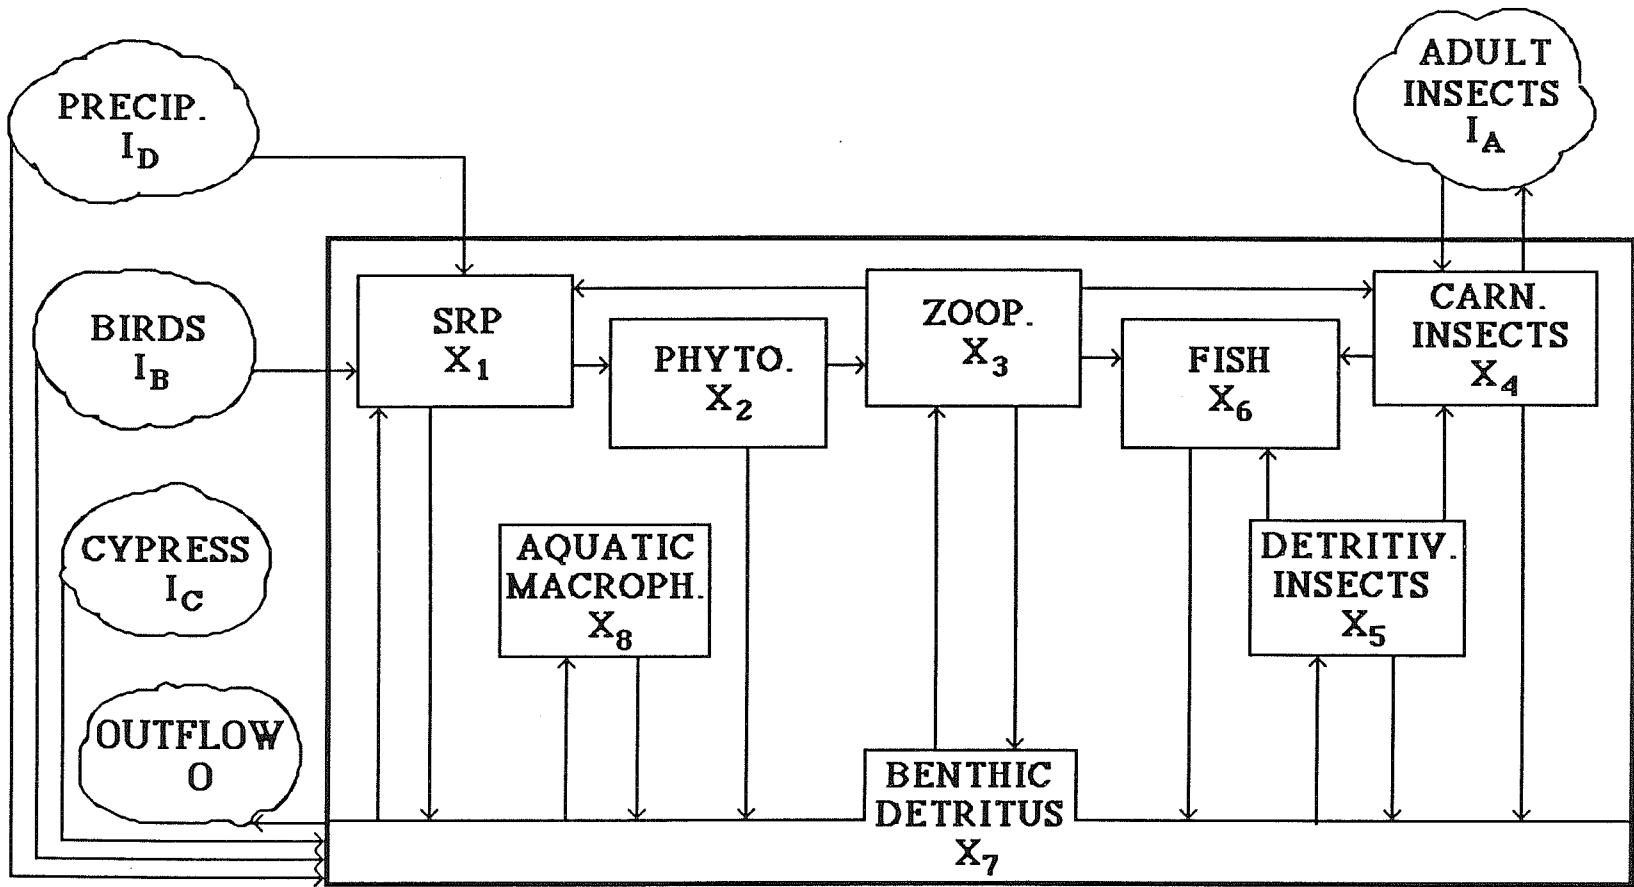 PRECIP.
I_D
ADULT
INSECTS
I_A
BIRDS
I_B
CYPRESS
I_C
OUTFLOW
O
SRP
X_1
PHYTO.
X_2
ZOOP.
X_3
FISH
X_6
CARN.
INSECTS
X_4
AQUATIC
MACROPH.
X_8
DETRITIV.
INSECTS
X_5
BENTHIC
DETRITUS
X_7